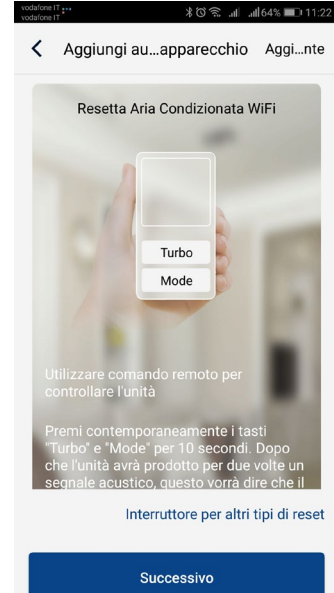 vodafone IT
vodafone IT
64% 11:22
Aggiungi au...apparecchio Aggi...nte
Resetta Aria Condizionata WiFi
Turbo
Mode
Utilizzare comando remoto per
controllare l'unità
Premi contemporaneamente i tasti
"Turbo" e "Mode" per 10 secondi. Dopo
che l'unità avrà prodotto per due volte un
segnale acustico, questo vorrà dire che il
Interruttore per altri tipi di reset
Successivo